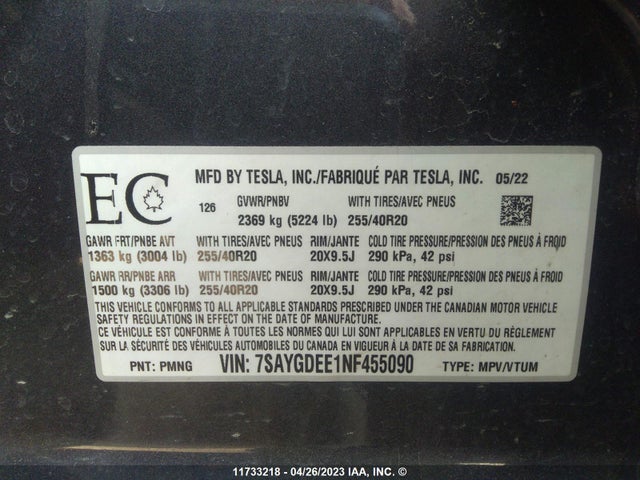 EC MFD BY TESLA, INC./FABRIQUÉ PAR TESLA, INC. 05/22
126 GVWR/PNBV WITH TIRES/AVEC PNEUS
2369 kg (5224 lb) 255/40R20
GAWR FRT/PNBE AVT WITH TIRES/AVEC PNEUS RIM/JANTE COLD TIRE PRESSURE/PRESSION DES PNEUS À FROID
1363 kg (3004 lb) 255/40R20 20X9.5J 290 kPa, 42 psi
GAWR RR/PNBE ARR WITH TIRES/AVEC PNEUS RIM/JANTE COLD TIRE PRESSURE/PRESSION DES PNEUS À FROID
1500 kg (3306 lb) 255/40R20 20X9.5J 290 kPa, 42 psi
THIS VEHICLE CONFORMS TO ALL APPLICABLE STANDARDS PRESCRIBED UNDER THE CANADIAN MOTOR VEHICLE
SAFETY REGULATIONS IN EFFECT ON THE DATE OF MANUFACTURE.
CE VÉHICULE EST CONFORME À TOUTES LES NORMES QUI LUI SONT APPLICABLES EN VERTU DU RÈGLEMENT
SUR LA SÉCURITÉ DES VÉHICULES AUTOMOBILES DU CANADA EN VIGUEUR À LA DATE DE SA FABRICATION.
PNT: PMNG VIN: 7SAYGDEE1NF455090 TYPE: MPV/VTUM
11733218 - 04/26/2023 IAA, INC. ©